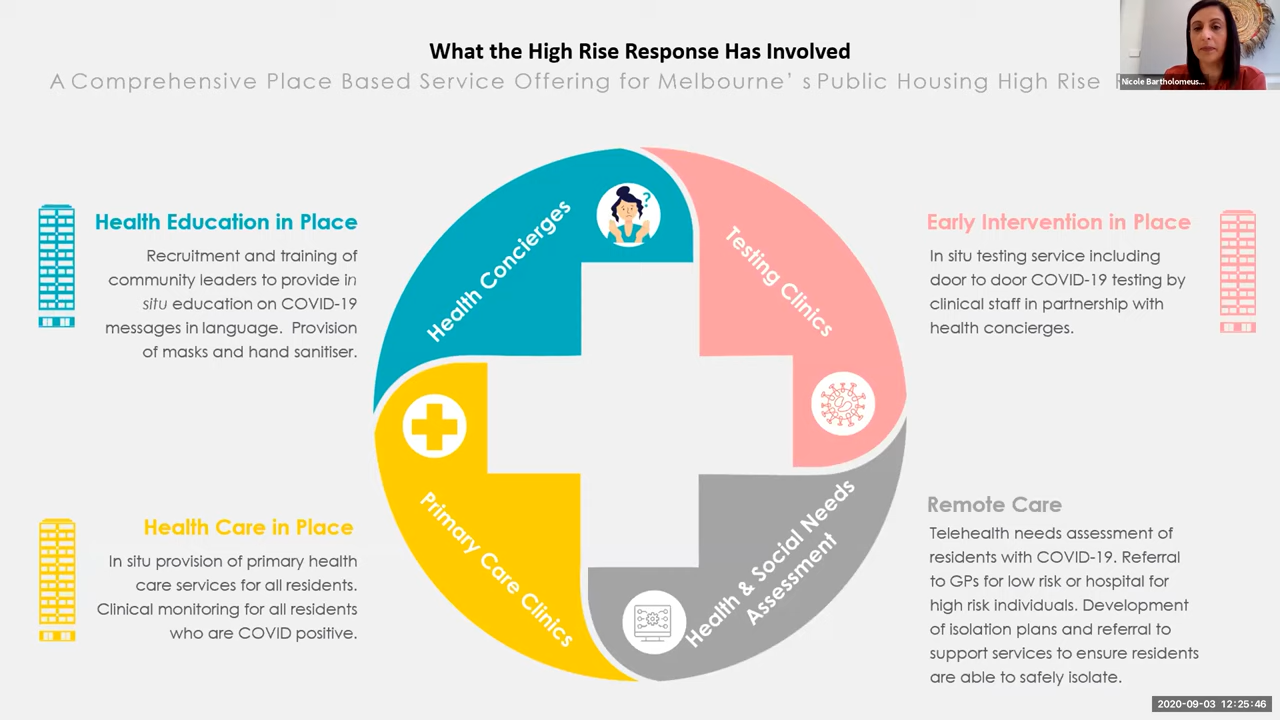 What the High Rise Response Has Involved
A Comprehensive Place Based Service Offering for Melbourne's Public Housing High Rise
Nicole Bartholomeus...
Health Education in Place
Recruitment and training of
community leaders to provide in
situ education on COVID-19
messages in language. Provision
of masks and hand sanitiser.
Health Concierges
?
Testing Clinics
Early Intervention in Place
In situ testing service including
door to door COVID-19 testing by
clinical staff in partnership with
health concierges.
Health Care in Place
In situ provision of primary health
care services for all residents.
Clinical monitoring for all residents
who are COVID positive.
Primary Care Clinics
Health & Social Needs
Assessment
Remote Care
Telehealth needs assessment of
residents with COVID-19. Referral
to GPs for low risk or hospital for
high risk individuals. Development
of isolation plans and referral to
support services to ensure residents
are able to safely isolate.
2020-09-03 12:25:46